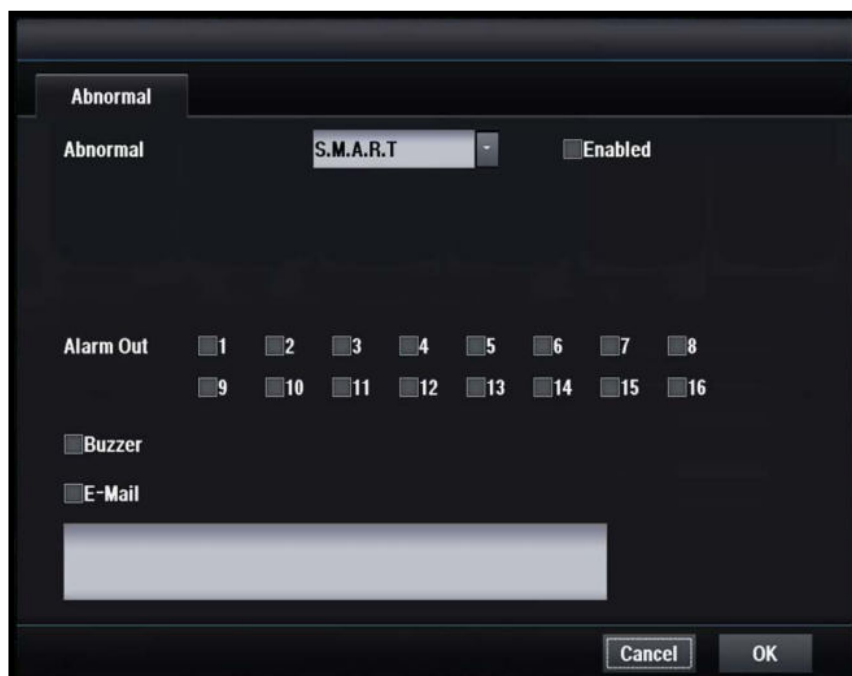 Abnormal
Abnormal S.M.A.R.T Enabled
Alarm Out 1 2 3 4 5 6 7 8
9 10 11 12 13 14 15 16
Buzzer
E-Mail
Cancel OK